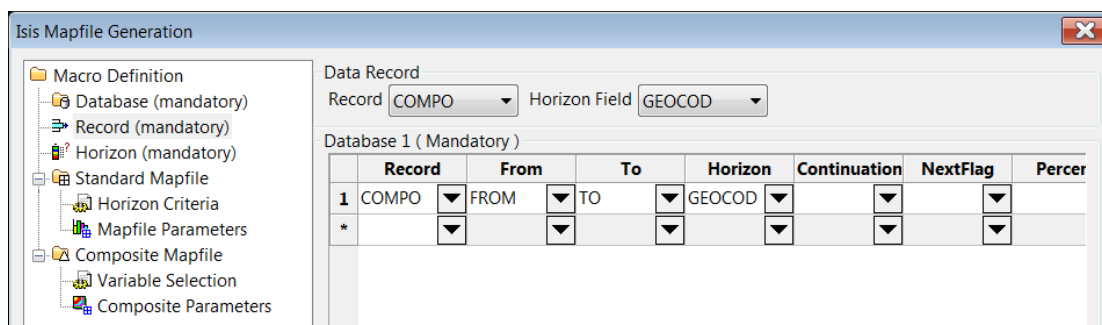 Isis Mapfile Generation
Macro Definition
Database (mandatory)
Record (mandatory)
Horizon (mandatory)
Standard Mapfile
Horizon Criteria
Mapfile Parameters
Composite Mapfile
Variable Selection
Composite Parameters
Data Record
Record COMPO Horizon Field GEOCOD
Database 1 ( Mandatory )
Record From To Horizon Continuation NextFlag Percer
1 COMPO FROM TO GEOCOD
*